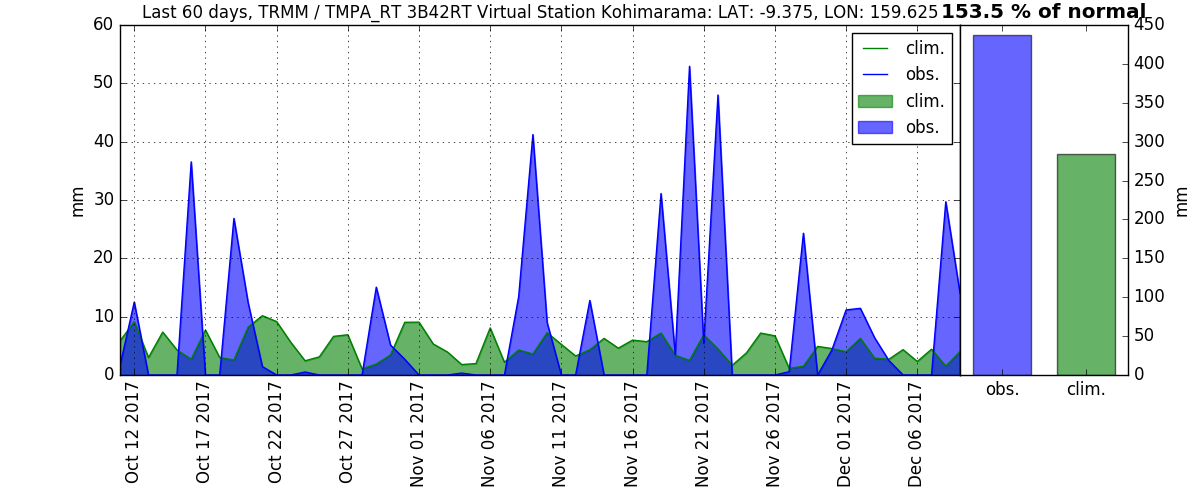 Last 60 days, TRMM / TMPA_RT 3B42RT Virtual Station Kohimarama: LAT: -9.375, LON: 159.625
153.5 % of normal
mm
60
50
40
30
20
10
0
clim.
obs.
clim.
obs.
Oct 12 2017
Oct 17 2017
Oct 22 2017
Oct 27 2017
Nov 01 2017
Nov 06 2017
Nov 11 2017
Nov 16 2017
Nov 21 2017
Nov 26 2017
Dec 01 2017
Dec 06 2017
450
400
350
300
250
200
150
100
50
0
mm
obs.
clim.